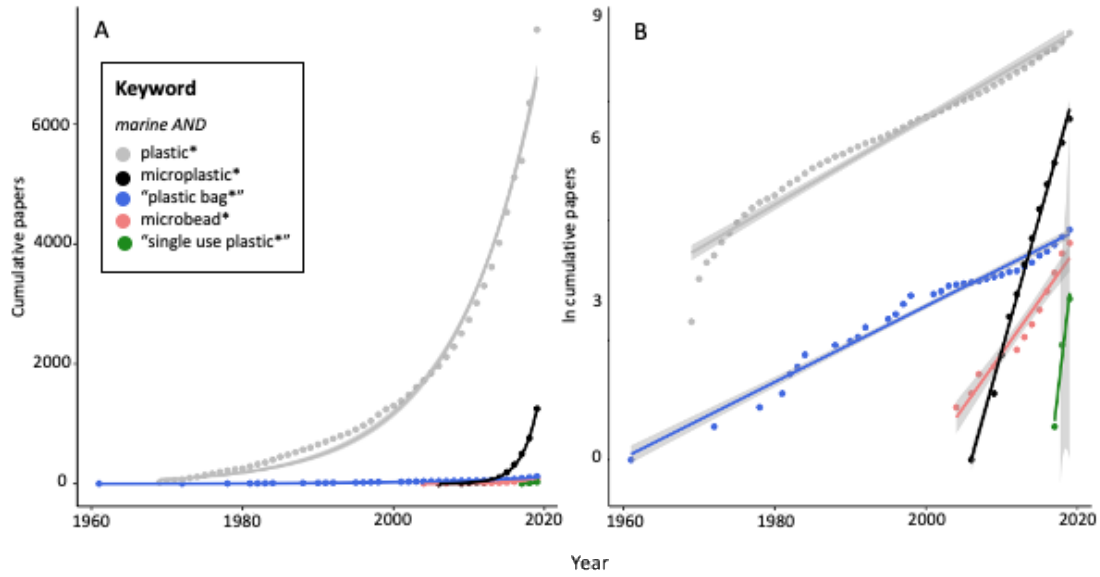 A
Keyword
marine AND
plastic*
microplastic*
“plastic bag*”
microbead*
“single use plastic*”
Cumulative papers
6000
4000
2000
0
1960
1980
2000
2020
B
ln cumulative papers
9
6
3
0
1960
1980
2000
2020
Year